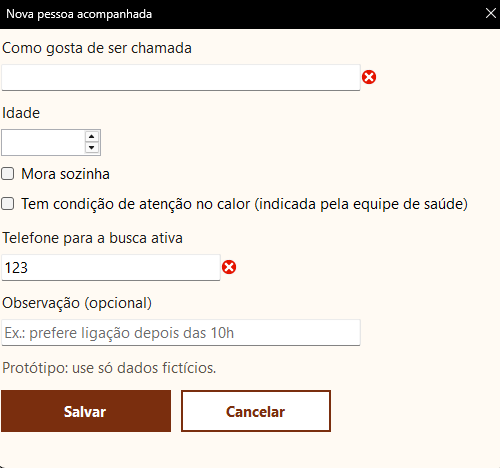 Nova pessoa acompanhada
Como gosta de ser chamada
Idade
Mora sozinha
Tem condição de atenção no calor (indicada pela equipe de saúde)
Telefone para a busca ativa
123
Observação (opcional)
Ex.: prefere ligação depois das 10h
Protótipo: use só dados fictícios.
Salvar
Cancelar